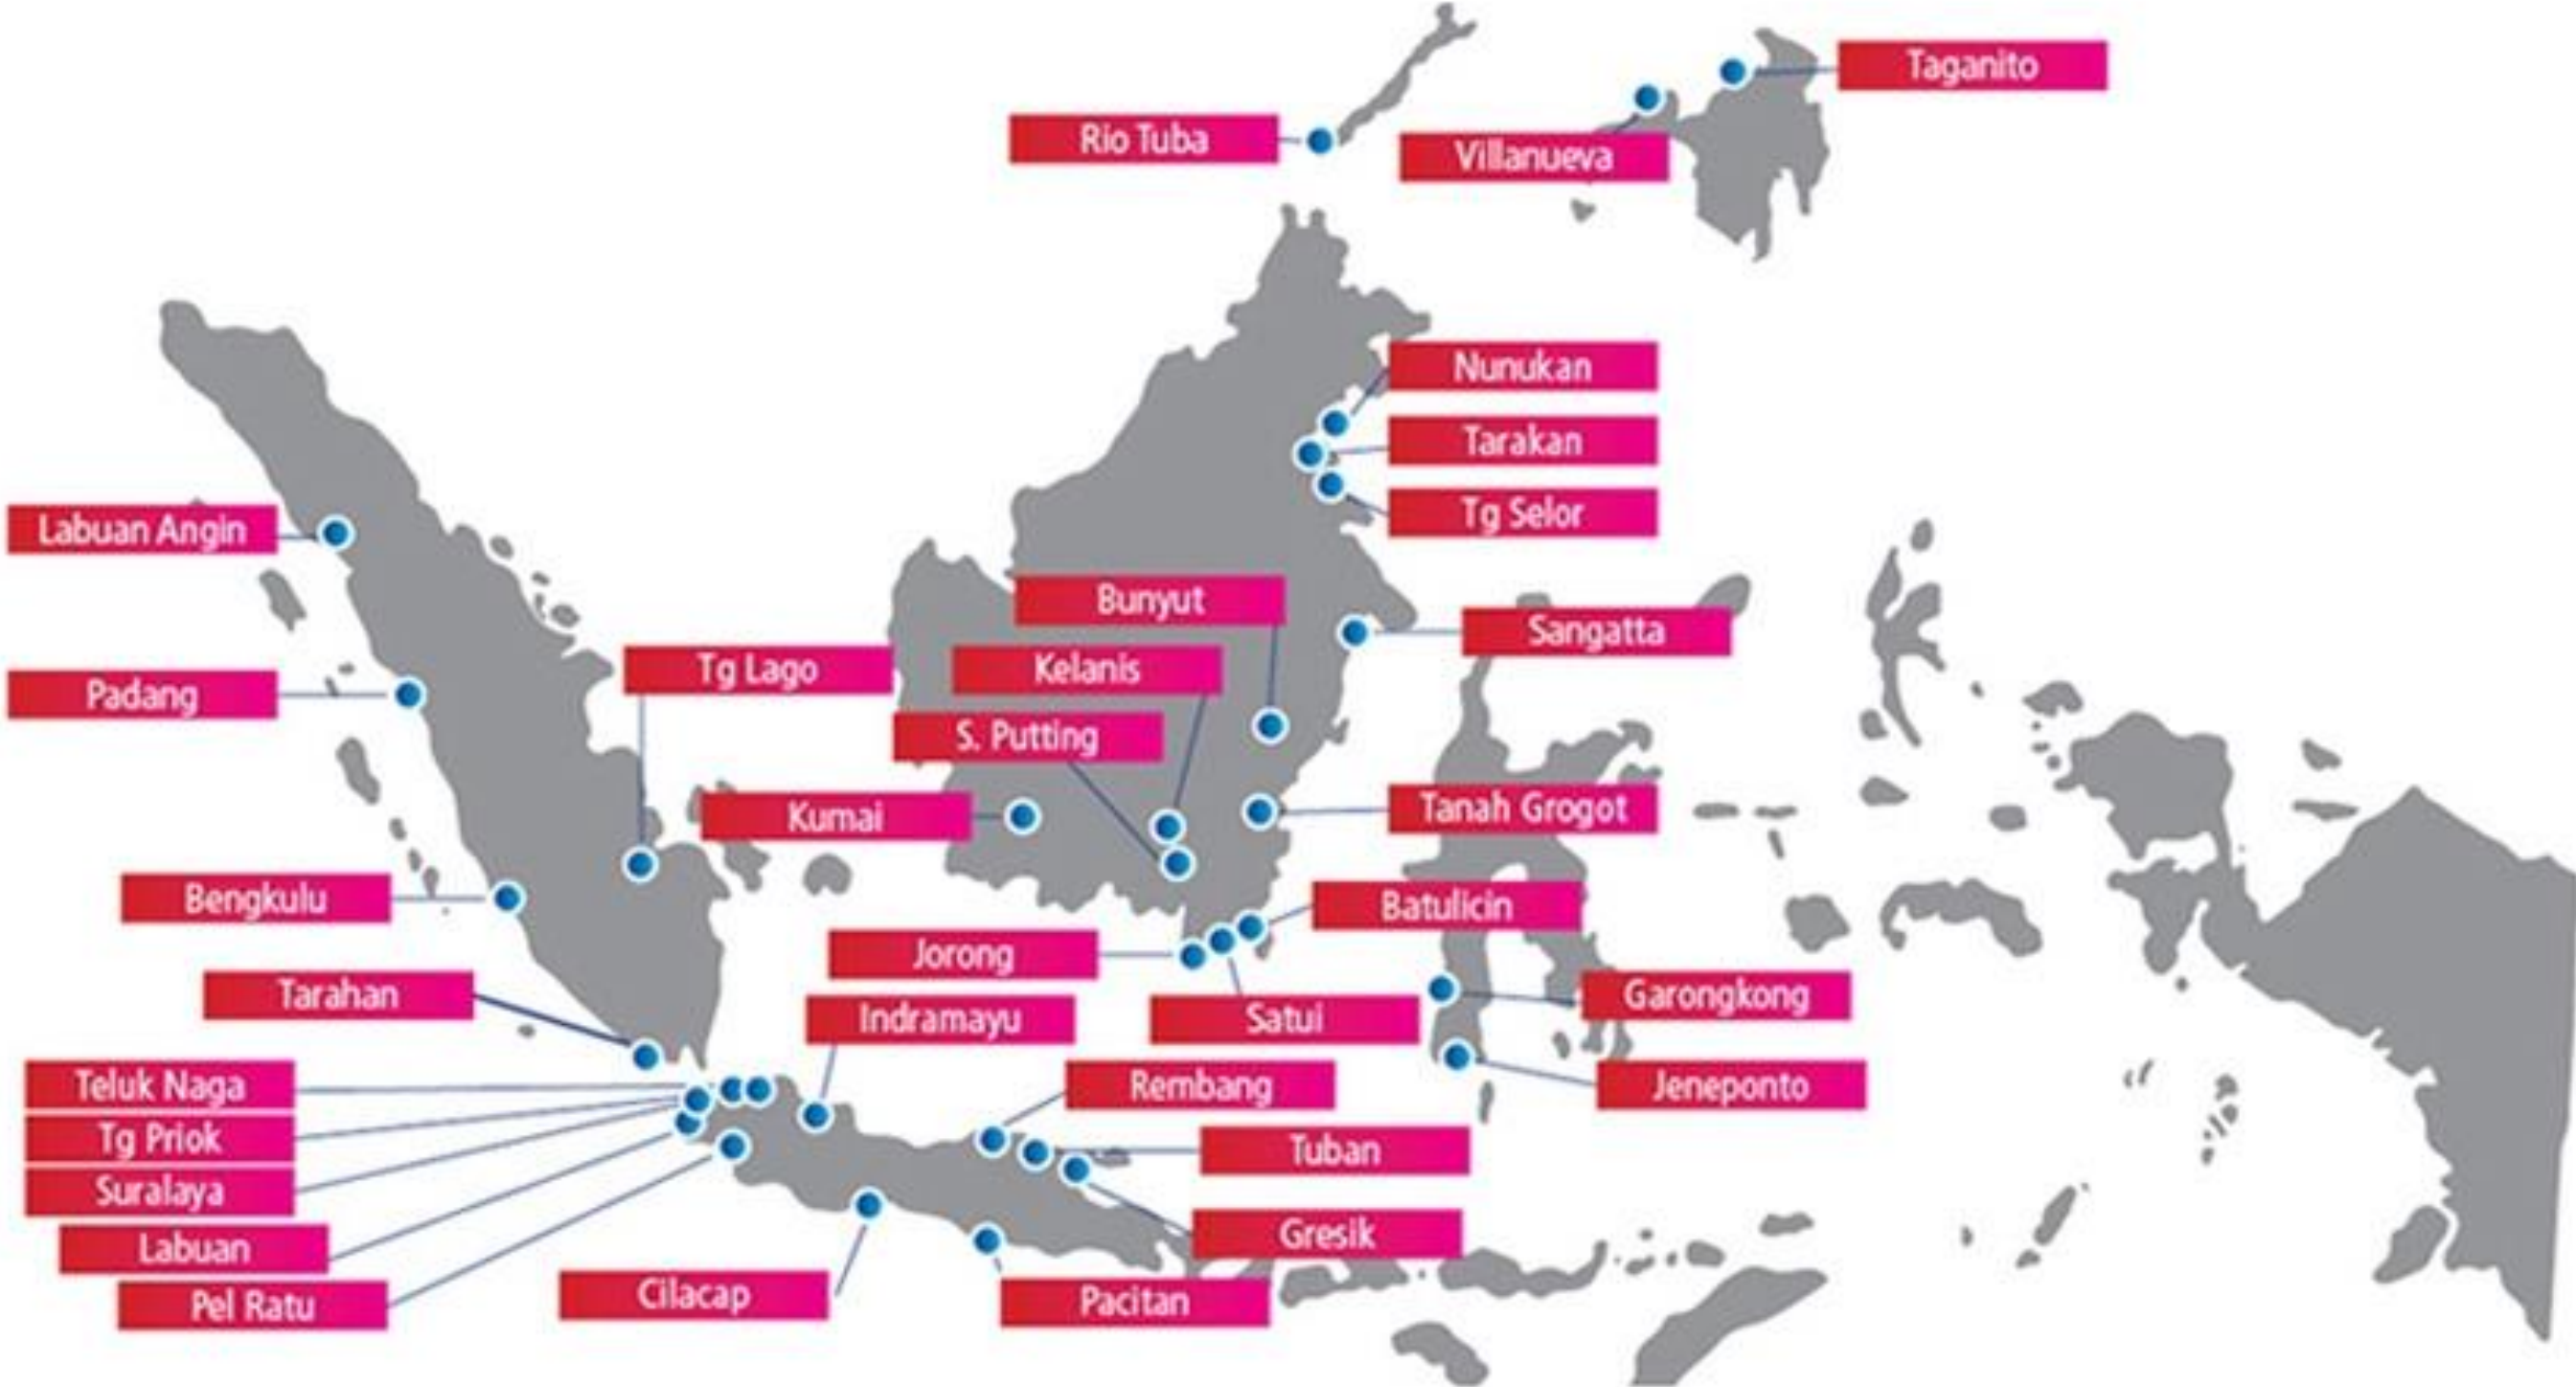 Taganito
Rio Tuba
Villanueva
Nunukan
Tarakan
Tg Selor
Labuan Angin
Bunyut
Sangatta
Tg Lago
Kelanis
Padang
S. Putting
Kumai
Tanah Grogot
Bengkulu
Batulicin
Jorong
Tarahan
Garongkong
Indramayu
Satui
Teluk Naga
Rembang
Jeneponto
Tg Priok
Tuban
Suralaya
Gresik
Labuan
Cilacap
Pacitan
Pel Ratu